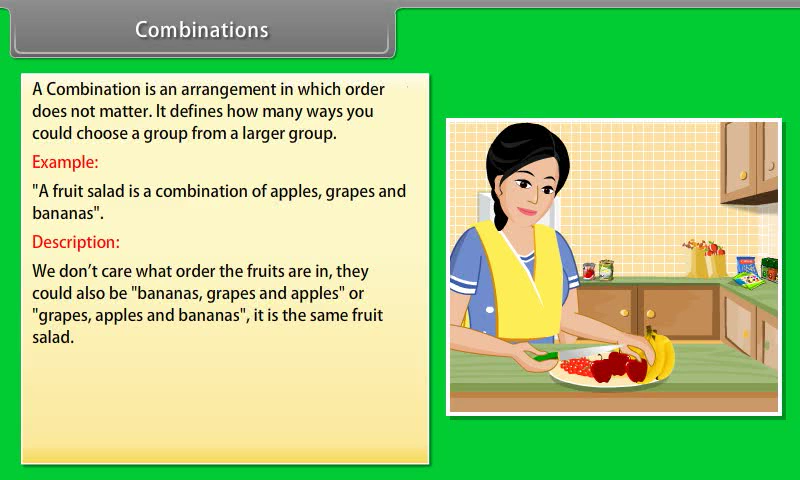 Combinations
A Combination is an arrangement in which order
does not matter. It defines how many ways you
could choose a group from a larger group.
Example:
"A fruit salad is a combination of apples, grapes and
bananas".
Description:
We don’t care what order the fruits are in, they
could also be "bananas, grapes and apples" or
"grapes, apples and bananas", it is the same fruit
salad.